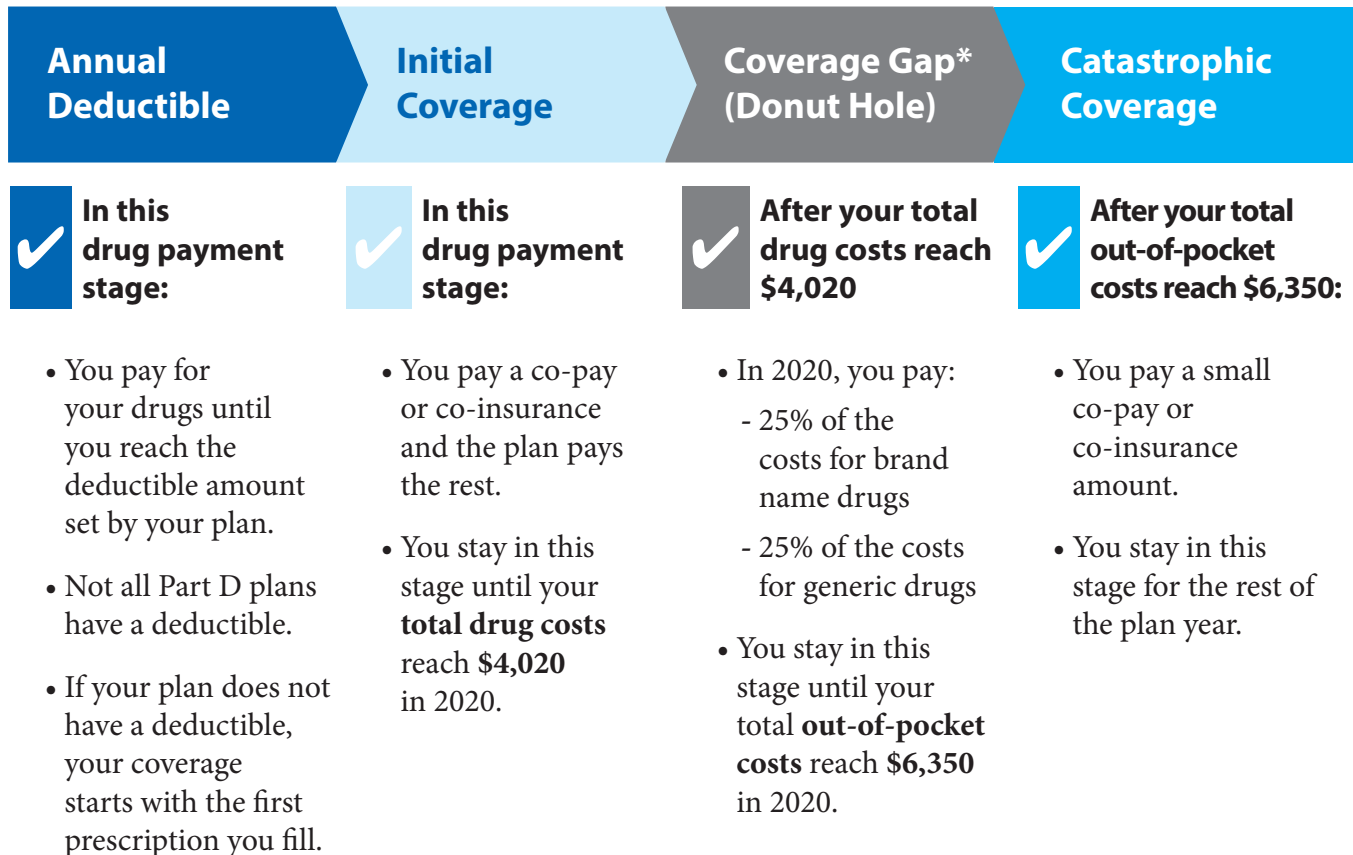 Annual
Deductible
Initial
Coverage
Coverage Gap*
(Donut Hole)
Catastrophic
Coverage
✔ In this
drug payment
stage:
• You pay for
your drugs until
you reach the
deductible amount
set by your plan.
• Not all Part D plans
have a deductible.
• If your plan does not
have a deductible,
your coverage
starts with the first
prescription you fill.
✔ In this
drug payment
stage:
• You pay a co-pay
or co-insurance
and the plan pays
the rest.
• You stay in this
stage until your
total drug costs
reach $4,020
in 2020.
✔ After your total
drug costs reach
$4,020
• In 2020, you pay:
- 25% of the
costs for brand
name drugs
- 25% of the costs
for generic drugs
• You stay in this
stage until your
total out-of-pocket
costs reach $6,350
in 2020.
✔ After your total
out-of-pocket
costs reach $6,350:
• You pay a small
co-pay or
co-insurance
amount.
• You stay in this
stage for the rest of
the plan year.